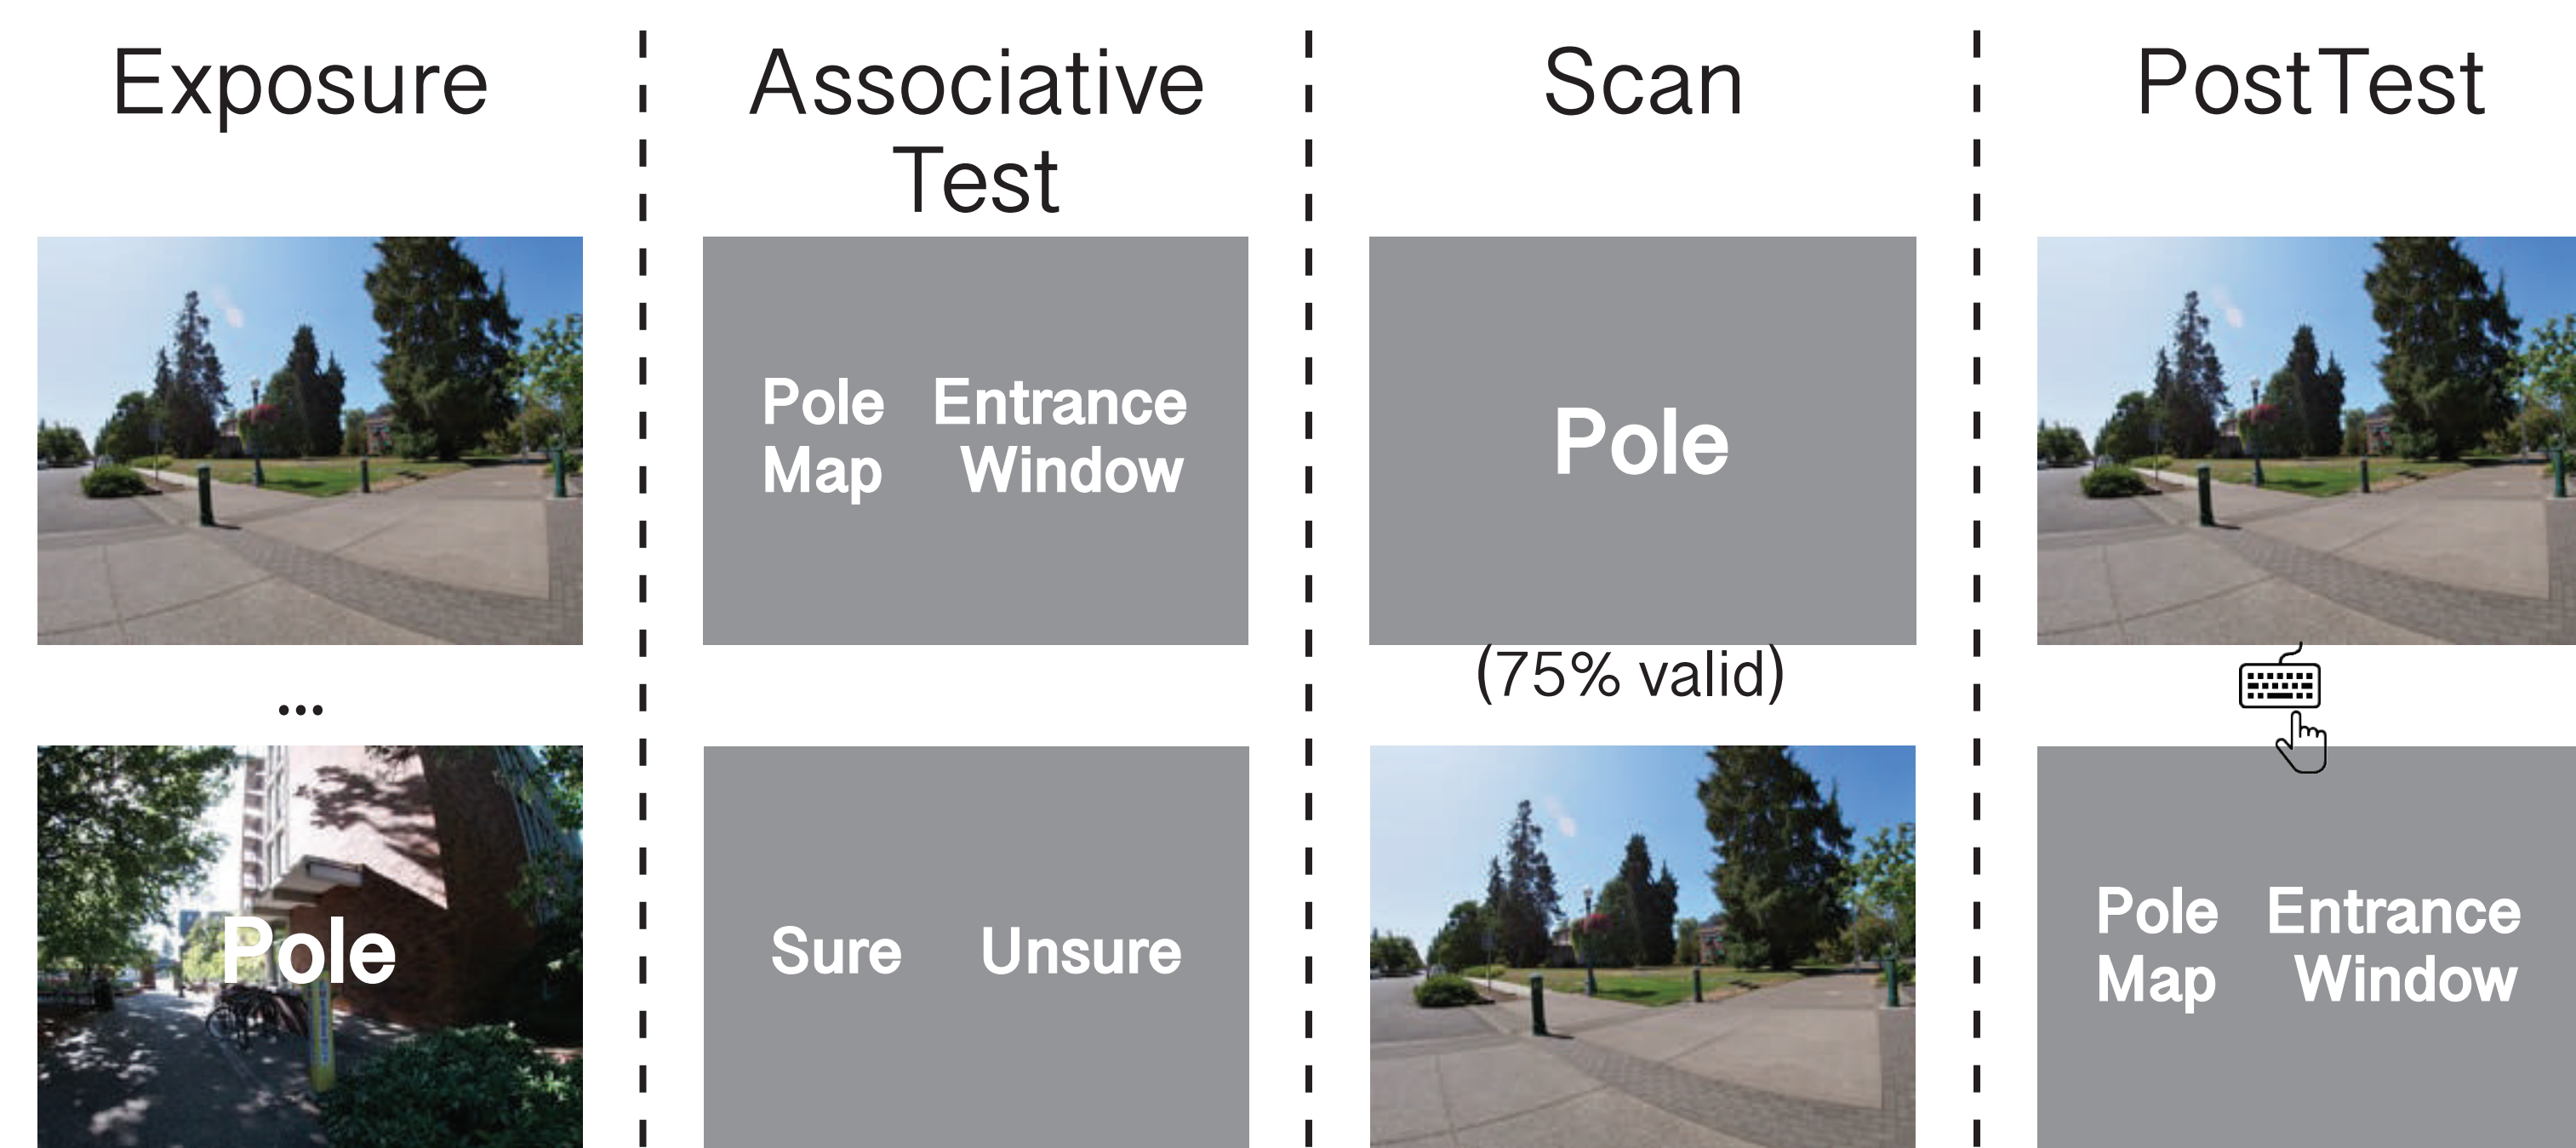 Exposure
...
Pole
Associative
Test
Pole Entrance
Map Window
Sure Unsure
Scan
Pole
(75% valid)
PostTest
Pole Entrance
Map Window